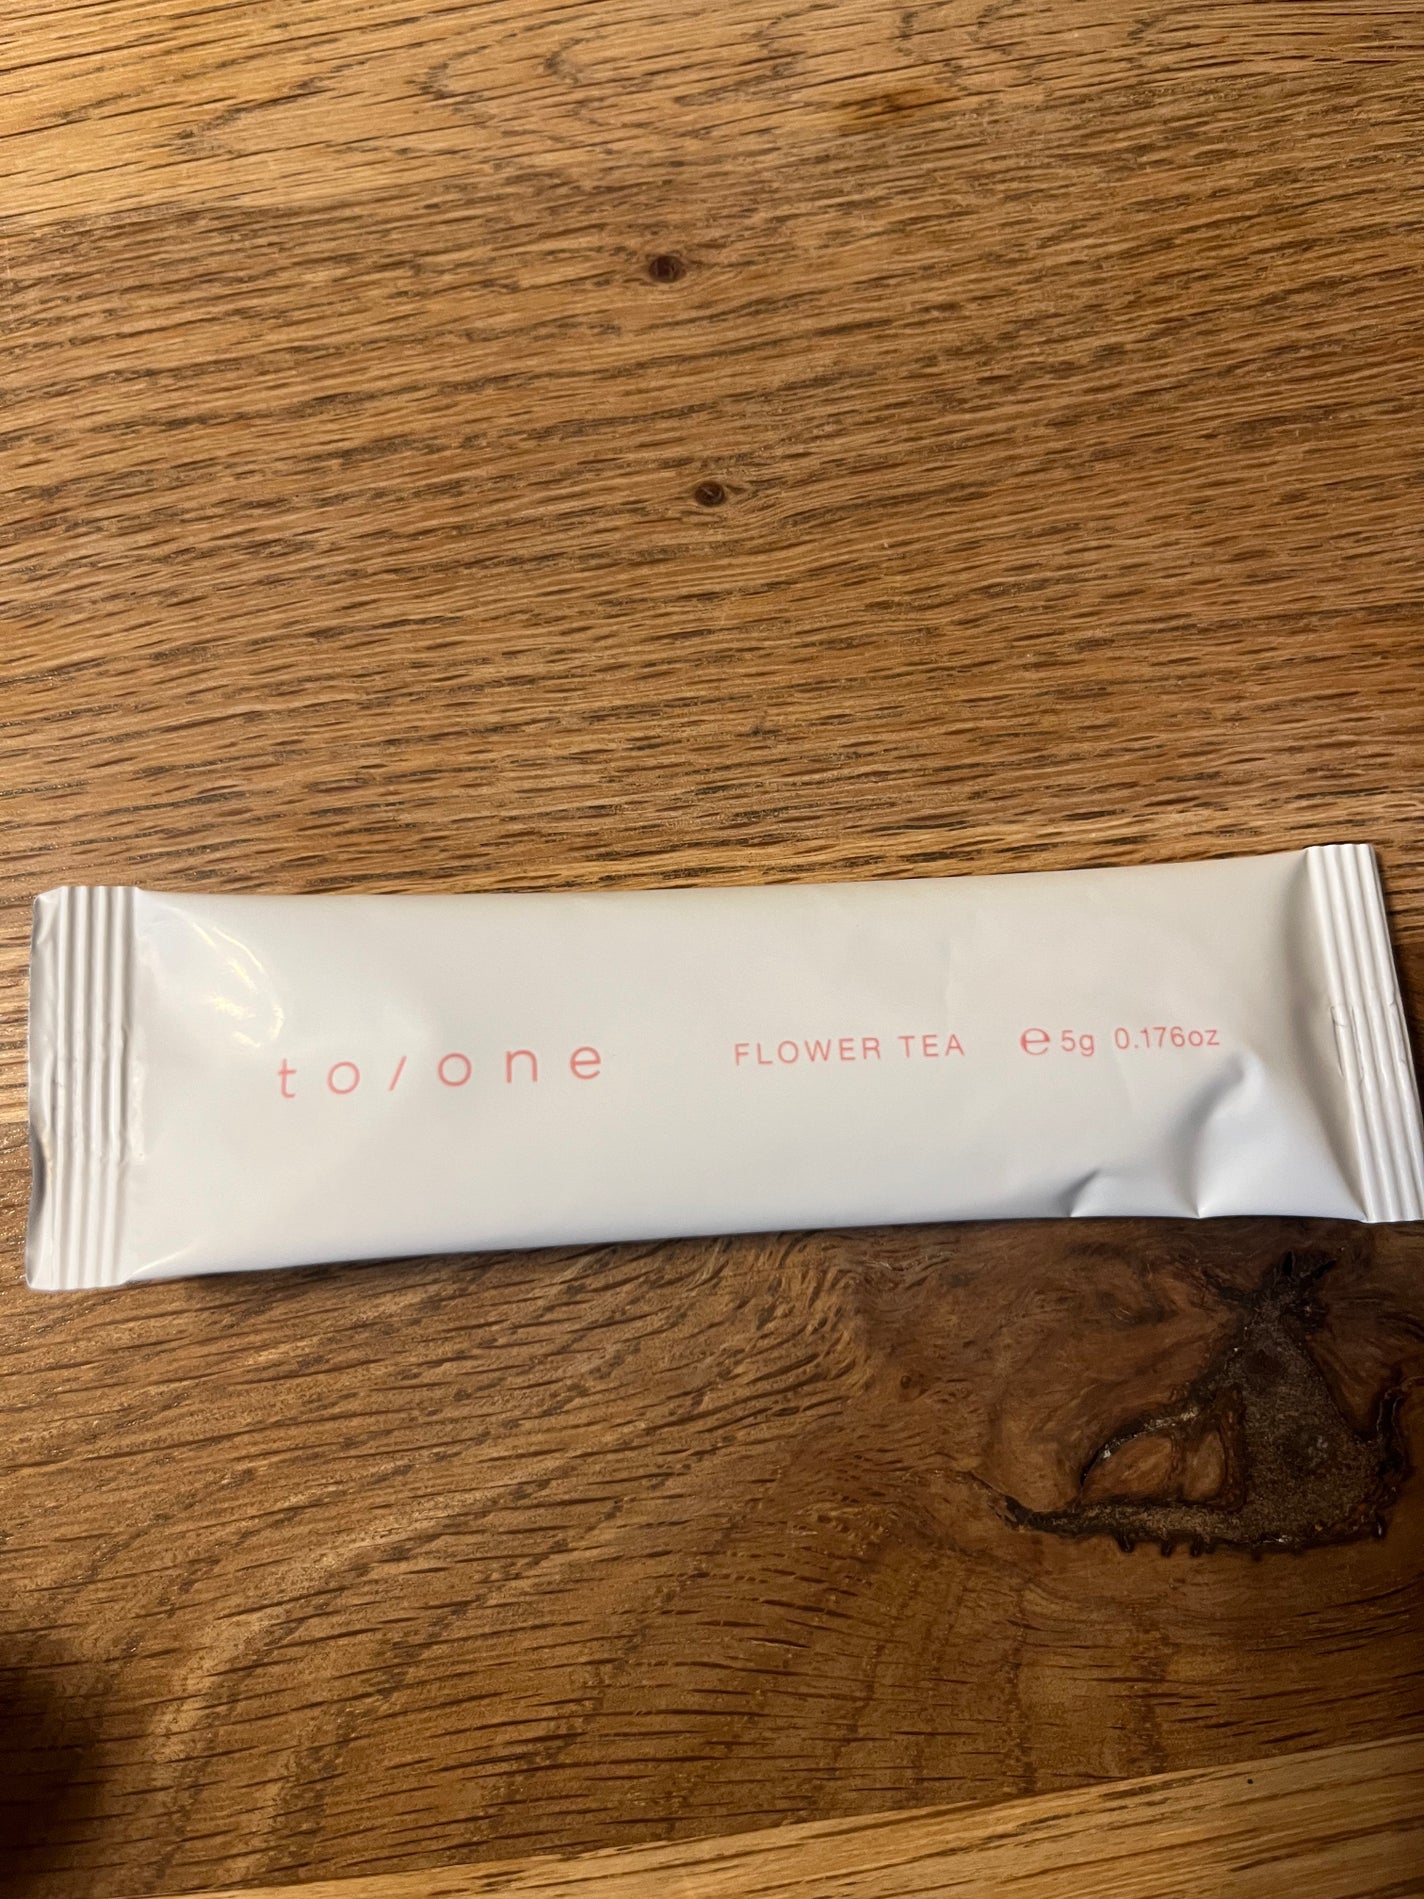 to/one FLOWER TEA ℮ 5g 0.176oz